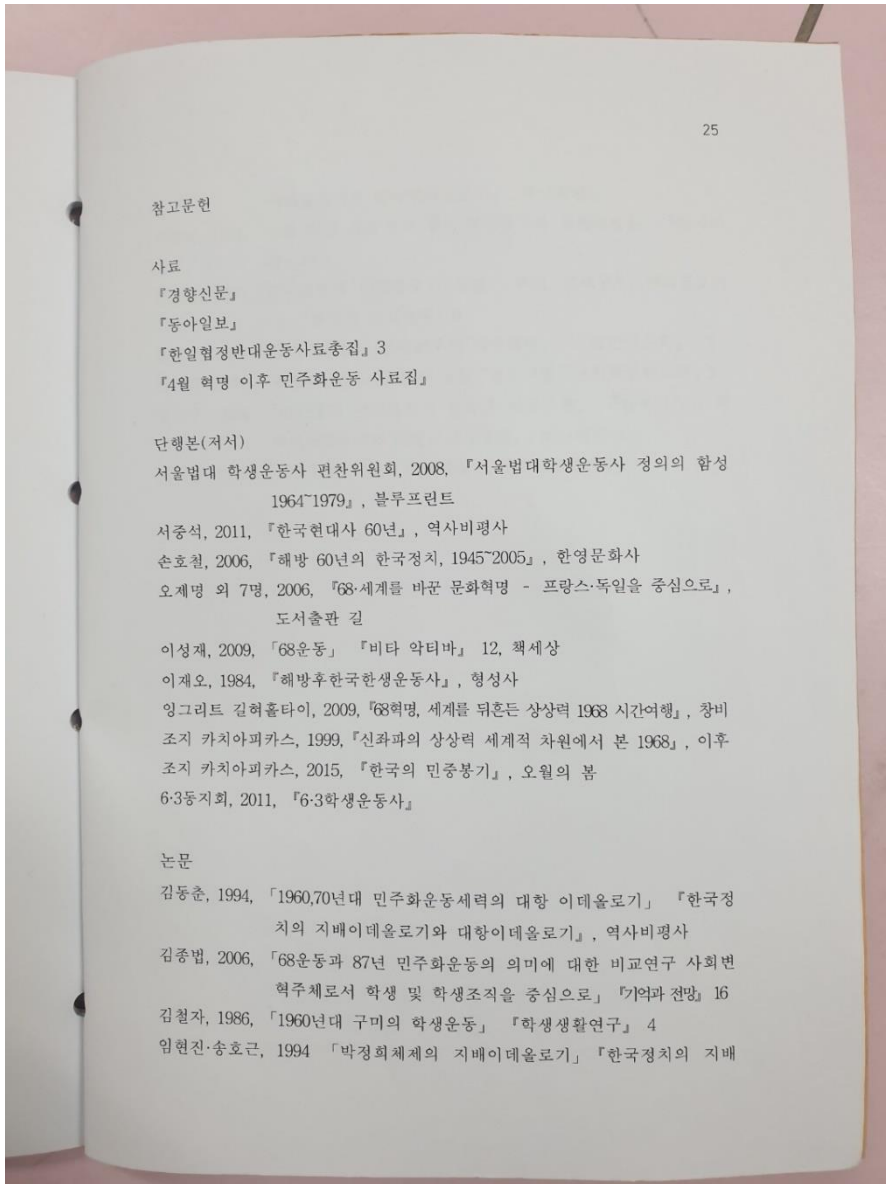 25
참고문헌
사료
『경향신문』
『동아일보』
『한일협정반대운동사료총집』3
『4월 혁명 이후 민주화운동 사료집』
단행본(저서)
서울법대 학생운동사 편찬위원회, 2008, 『서울법대학생운동사 정의의 함성
1964~1979』, 블루프린트
서중석, 2011, 『한국현대사 60년』, 역사비평사
손호철, 2006, 『해방 60년의 한국정치, 1945~2005』, 한영문화사
오제명 외 7명, 2006, 『68·세계를 바꾼 문화혁명 - 프랑스·독일을 중심으로』,
도서출판 길
이성재, 2009, 「68운동」 『비타 악티바』 12, 책세상
이재오, 1984, 『해방후한국한생운동사』, 형성사
잉그리트 길혀홀타이, 2009, 『68혁명, 세계를 뒤흔든 상상력 1968 시간여행』, 창비
조지 카치아피카스, 1999, 『신좌파의 상상력 세계적 차원에서 본 1968』, 이후
조지 카치아피카스, 2015, 『한국의 민중봉기』, 오월의 봄
6·3동지회, 2011, 『6·3학생운동사』
논문
김동춘, 1994, 「1960,70년대 민주화운동세력의 대항 이데올로기」 『한국정
치의 지배이데올로기와 대항이데올로기』, 역사비평사
김종법, 2006, 「68운동과 87년 민주화운동의 의미에 대한 비교연구 사회변
혁주체로서 학생 및 학생조직을 중심으로」『기억과 전망』 16
김철자, 1986, 「1960년대 구미의 학생운동」 『학생생활연구』 4
임현진·송호근, 1994 「박정희체제의 지배이데올로기」『한국정치의 지배